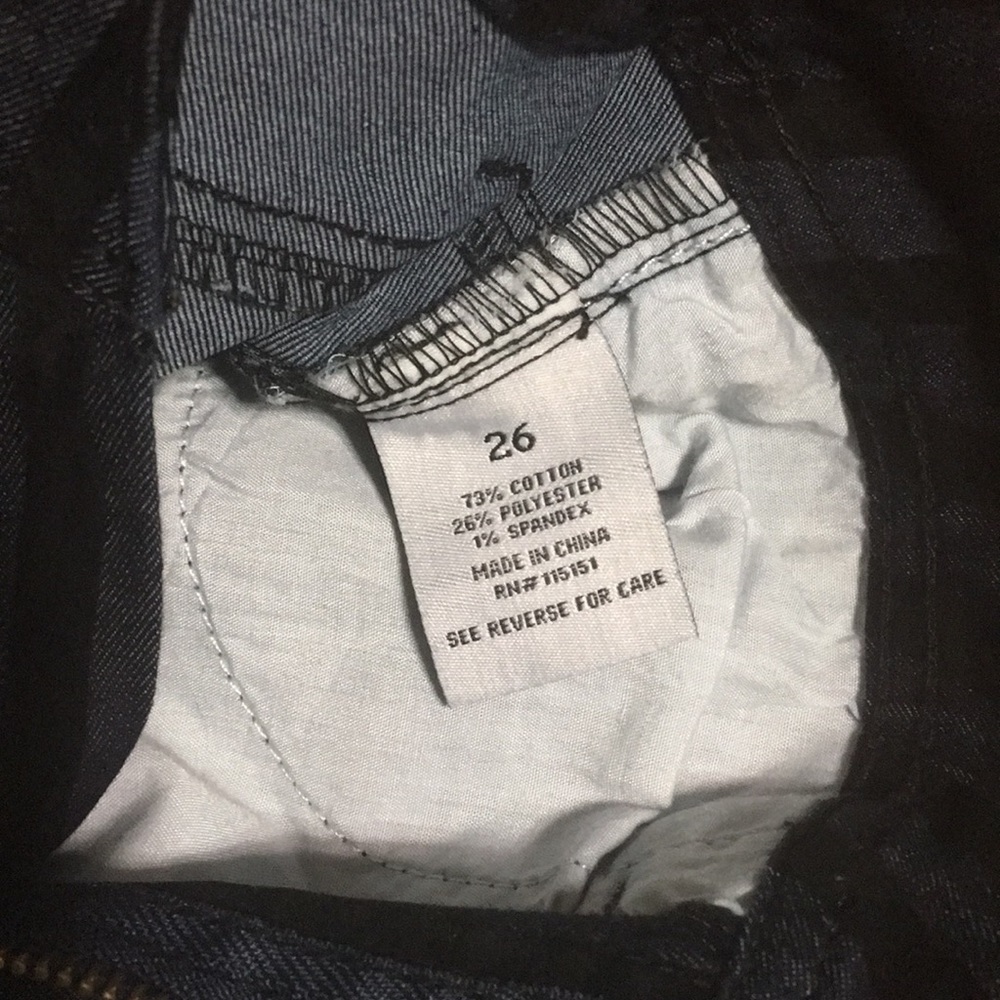 26
73% COTTON
26% POLYESTER
1% SPANDEX
MADE IN CHINA
RN#115151
SEE REVERSE FOR CARE